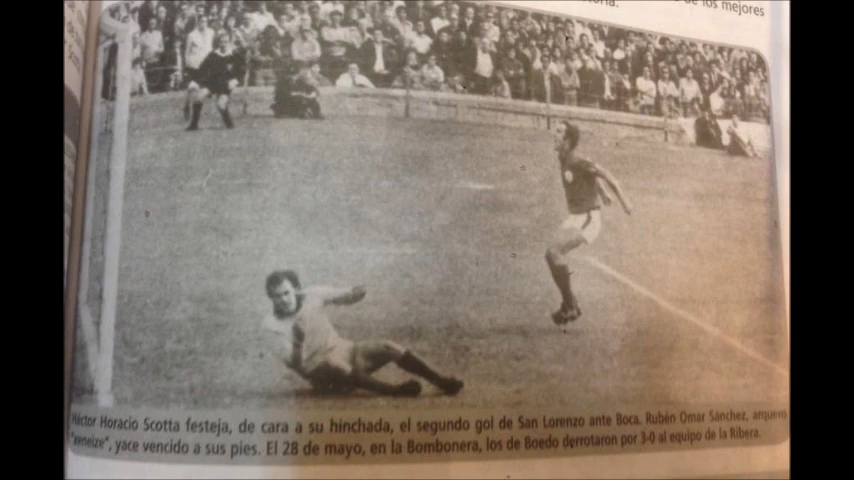 de los mejores
Héctor Horacio Scotta festeja, de cara a su hinchada, el segundo gol de San Lorenzo ante Boca. Rubén Omar Sánchez, arquero
"xeneize", yace vencido a sus pies. El 28 de mayo, en la Bombonera, los de Boedo derrotaron por 3-0 al equipo de la Ribera.